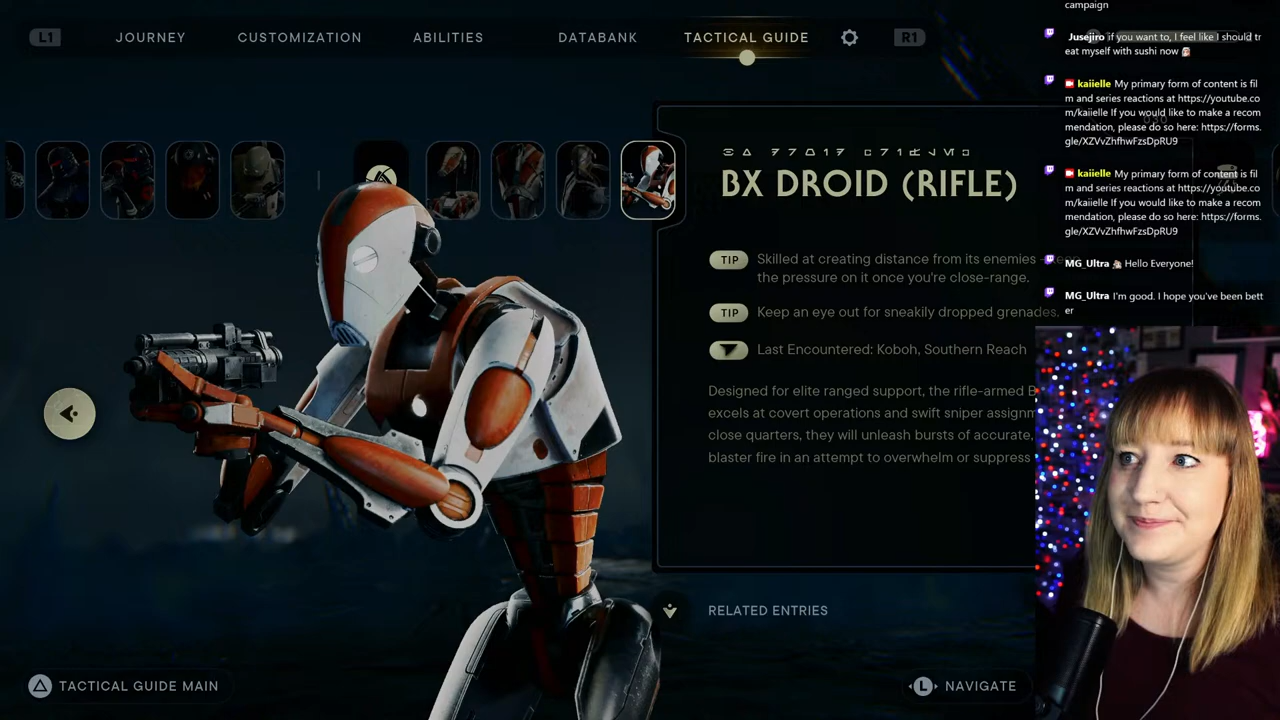 L1
JOURNEY
CUSTOMIZATION
ABILITIES
DATABANK
TACTICAL GUIDE
R1
BX DROID (RIFLE)
TIP Skilled at creating distance from its enemies -
the pressure on it once you're close-range.
TIP Keep an eye out for sneakily dropped grenades.
Last Encountered: Koboh, Southern Reach
Designed for elite ranged support, the rifle-armed B
excels at covert operations and swift sniper assignm
close quarters, they will unleash bursts of accurate,
blaster fire in an attempt to overwhelm or suppress
RELATED ENTRIES
TACTICAL GUIDE MAIN
L NAVIGATE
campaign
Jusejiro if you want to, I feel like I should tr
eat myself with sushi now
kaiielle My primary form of content is fil
m and series reactions at https://youtube.co
m/kaiielle If you would like to make a recom
mendation, please do so here: https://forms.
gle/XZVvZhfhwFzsDpRU9
kaiielle My primary form of content is fil
m and series reactions at https://youtube.co
m/kaiielle If you would like to make a recom
mendation, please do so here: https://forms.
gle/XZVvZhfhwFzsDpRU9
MG_Ultra Hello Everyone!
MG_Ultra I'm good. I hope you've been bett
er